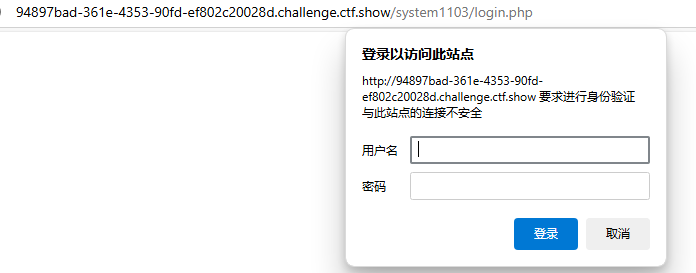 94897bad-361e-4353-90fd-ef802c20028d.challenge.ctf.show/system1103/login.php
登录以访问此站点
http://94897bad-361e-4353-90fd-
ef802c20028d.challenge.ctf.show 要求进行身份验证
与此站点的连接不安全
用户名
密码
登录 取消